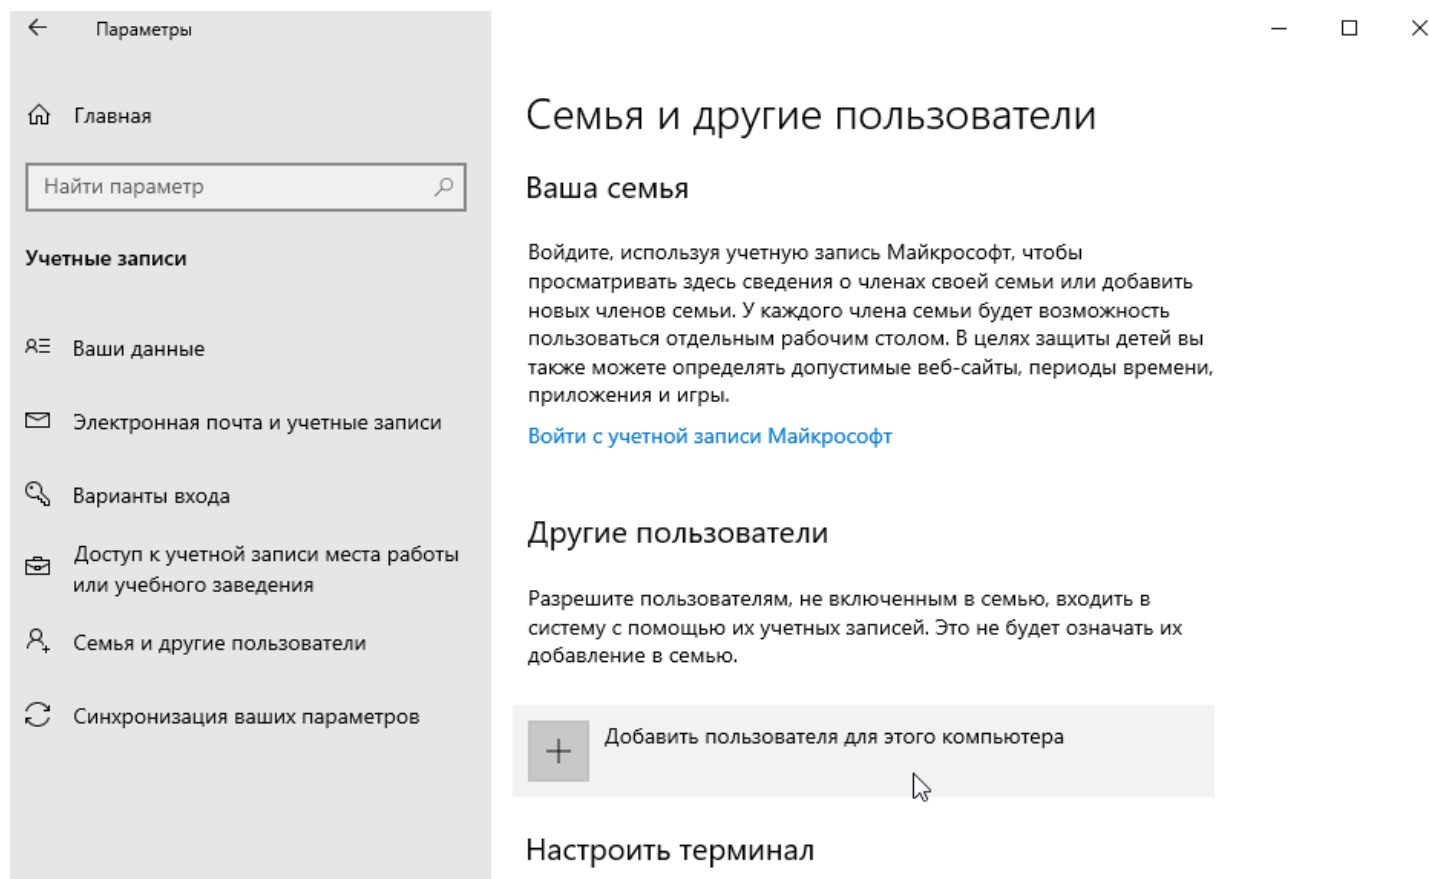 Параметры
Главная
Найти параметр
Учетные записи
Ваши данные
Электронная почта и учетные записи
Варианты входа
Доступ к учетной записи места работы
или учебного заведения
Семья и другие пользователи
Синхронизация ваших параметров
Семья и другие пользователи
Ваша семья
Войдите, используя учетную запись Майкрософт, чтобы
просматривать здесь сведения о членах своей семьи или добавить
новых членов семьи. У каждого члена семьи будет возможность
пользоваться отдельным рабочим столом. В целях защиты детей вы
также можете определять допустимые веб-сайты, периоды времени,
приложения и игры.
Войти с учетной записи Майкрософт
Другие пользователи
Разрешите пользователям, не включенным в семью, входить в
систему с помощью их учетных записей. Это не будет означать их
добавление в семью.
Добавить пользователя для этого компьютера
Настроить терминал